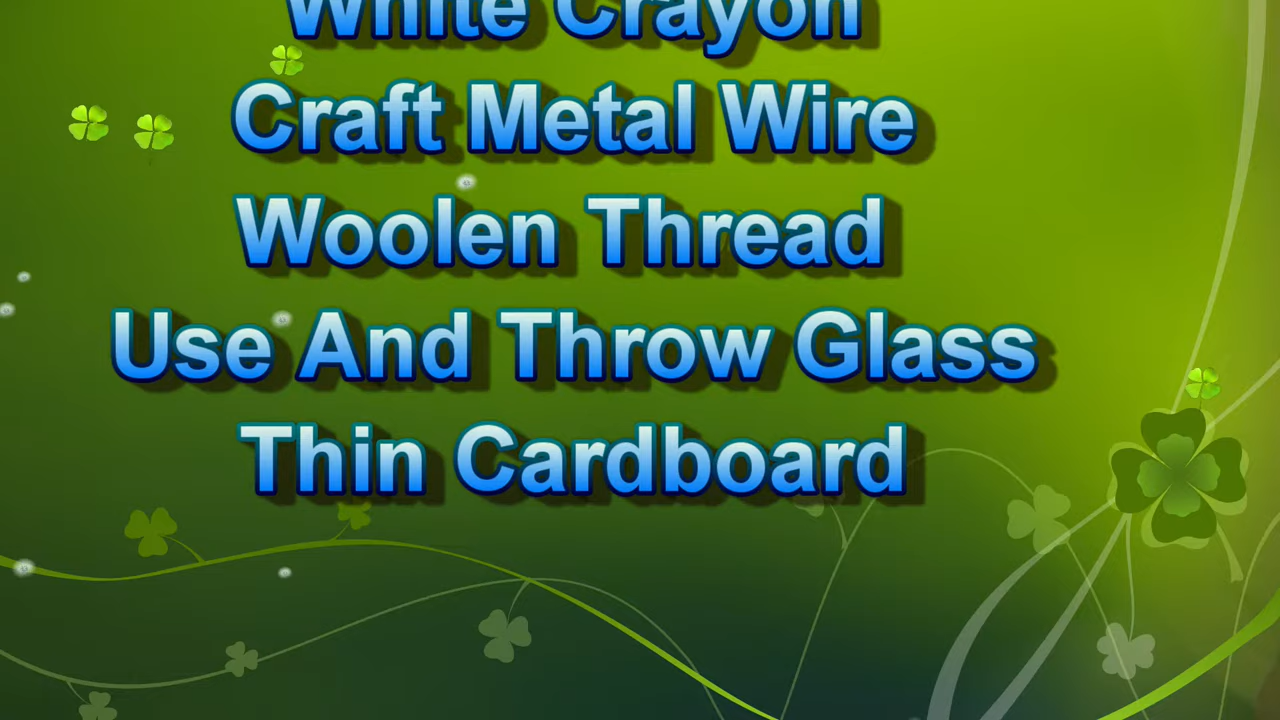 White Crayon
Craft Metal Wire
Woolen Thread
Use And Throw Glass
Thin Cardboard